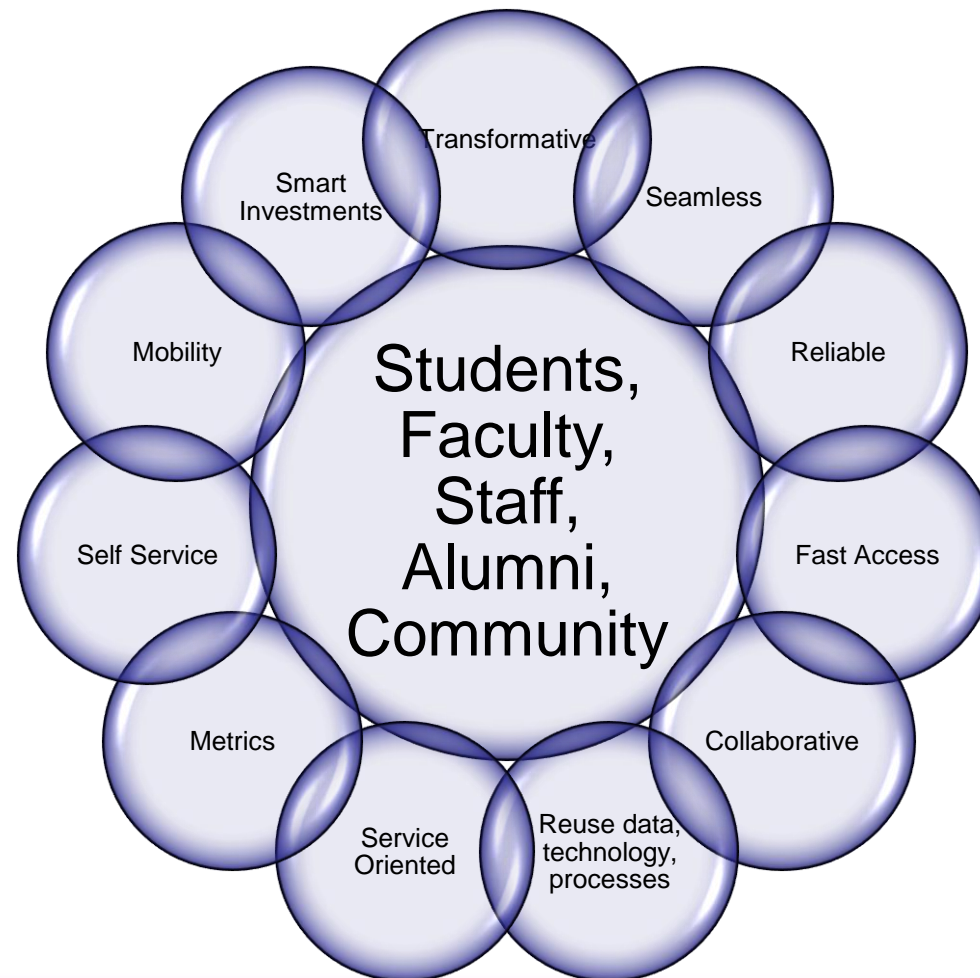 Transformative
Seamless
Reliable
Fast Access
Collaborative
Reuse data,
technology,
processes
Service
Oriented
Metrics
Self Service
Mobility
Smart
Investments
Students,
Faculty,
Staff,
Alumni,
Community